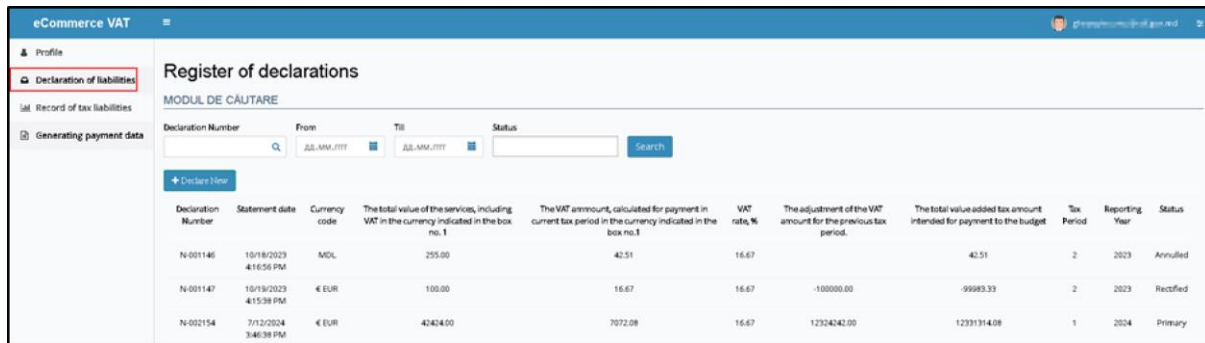 eCommerce VAT
Profile
Declaration of liabilities
Record of tax liabilities
Generating payment data
Register of declarations
MODUL DE CĂUTARE
Declaration Number From Till Status
ДД.ММ.ГГГГ ДД.ММ.ГГГГ Search
+ Declare New
Declaration Statement date Currency The total value of the services, including The VAT ammount, calculated for payment in VAT The adjustment of the VAT The total value added tax amount Tax Reporting Status
Number code VAT in the currency indicated in the box current tax period in the currency indicated in the rate, % amount for the previous tax intended for payment to the budget Period Year
no. 1 box no.1 period.
N-001146 10/18/2023 MDL 255.00 42.51 16.67 42.51 2 2023 Annulled
4:16:56 PM
N-001147 10/19/2023 € EUR 100.00 16.67 16.67 -100000.00 -99983.33 2 2023 Rectified
4:15:38 PM
N-002154 7/12/2024 € EUR 42424.00 7072.08 16.67 12324242.00 12331314.08 1 2024 Primary
3:46:38 PM